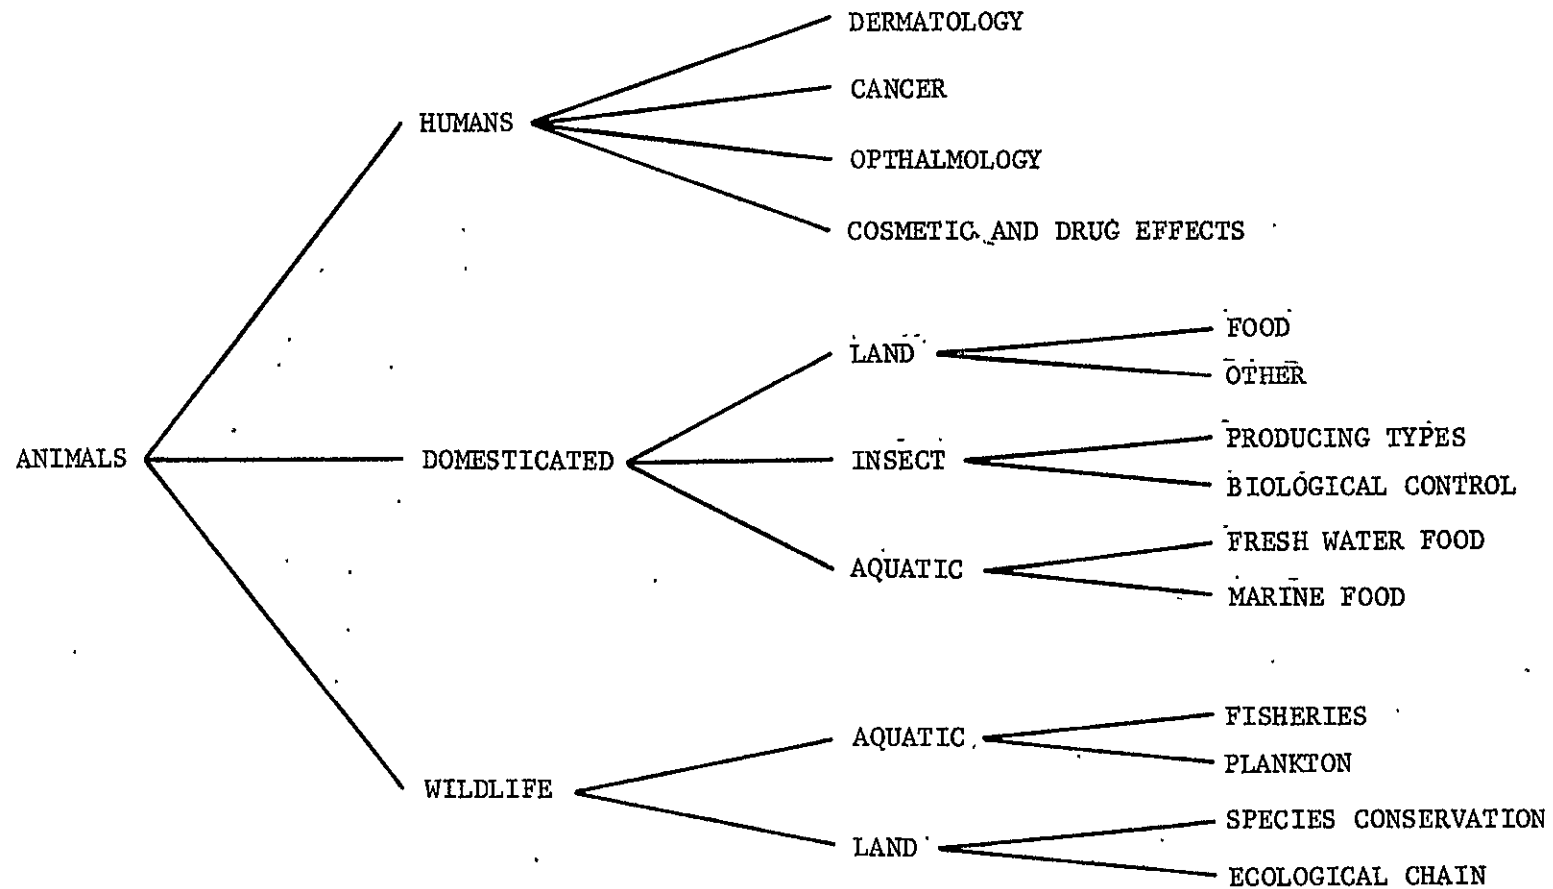 DERMATOLOGY
CANCER
HUMANS
OPTHALMOLOGY
COSMETIC AND DRUG EFFECTS
FOOD
LAND
OTHER
PRODUCING TYPES
ANIMALS
DOMESTICATED
INSECT
BIOLOGICAL CONTROL
FRESH WATER FOOD
AQUATIC
MARINE FOOD
FISHERIES
AQUATIC
PLANKTON
WILDLIFE
SPECIES CONSERVATION
LAND
ECOLOGICAL CHAIN